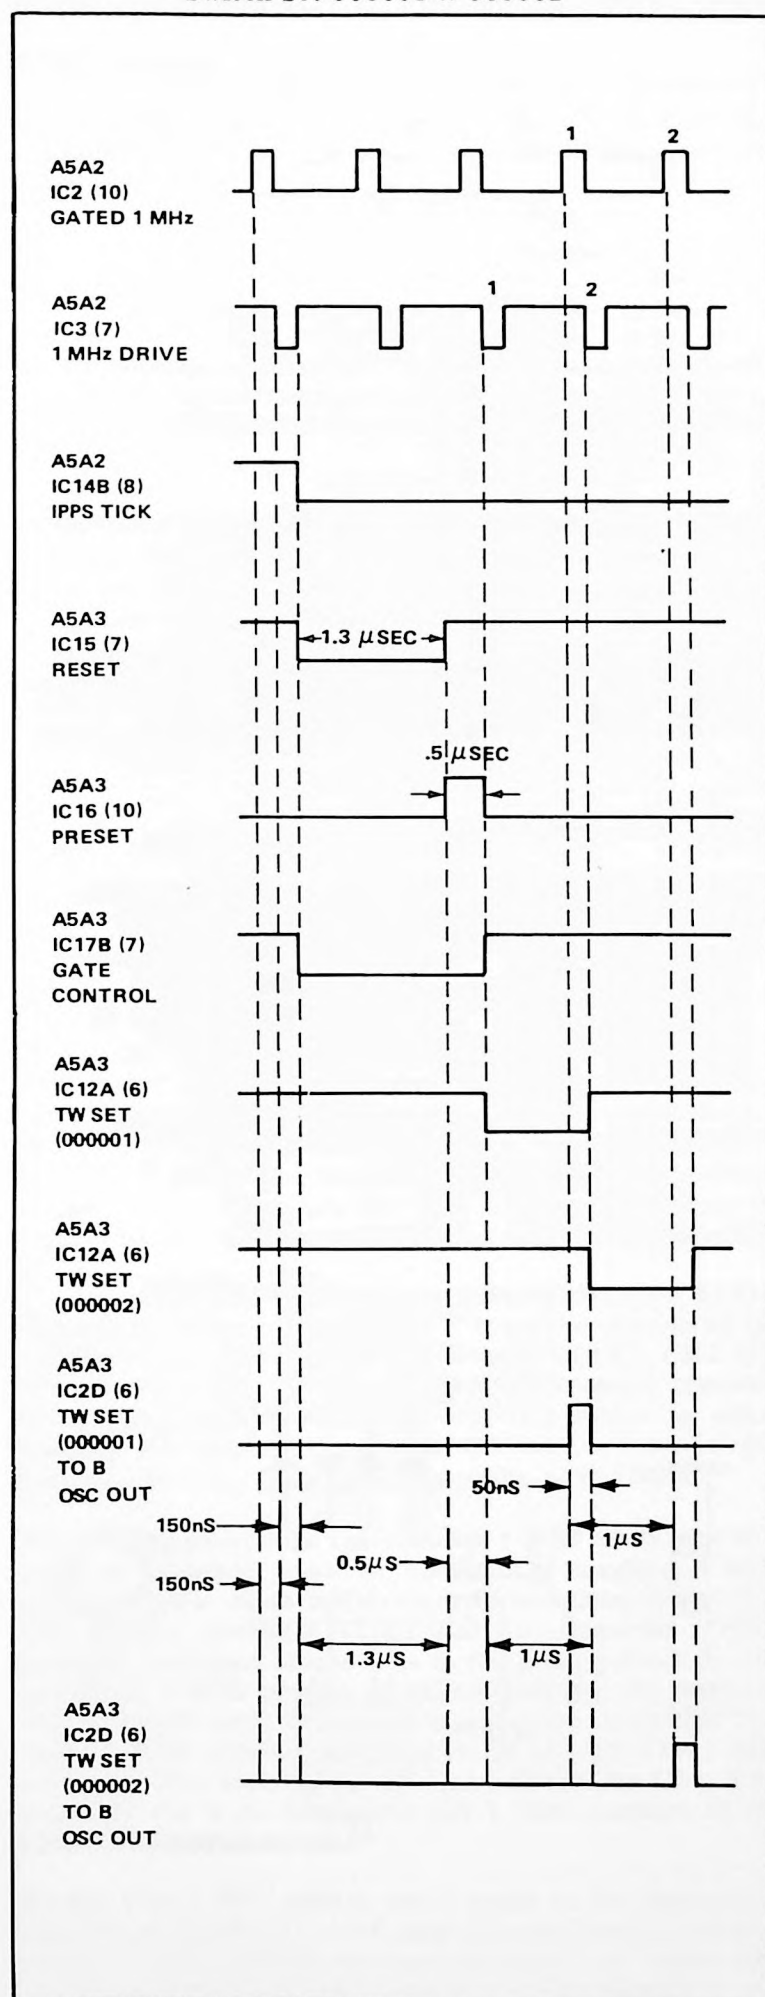 1
2
A5A2
IC2 (10)
GATED 1 MHz
A5A2
IC3 (7)
1 MHz DRIVE
1
2
A5A2
IC14B (8)
IPPS TICK
A5A3
IC15 (7)
RESET
1.3 μSEC
A5A3
IC16 (10)
PRESET
.5 μSEC
A5A3
IC17B (7)
GATE
CONTROL
A5A3
IC12A (6)
TW SET
(000001)
A5A3
IC12A (6)
TW SET
(000002)
A5A3
IC2D (6)
TW SET
(000001)
TO B
OSC OUT
50nS
150nS
1μS
0.5μS
150nS
1.3μS
1μS
A5A3
IC2D (6)
TW SET
(000002)
TO B
OSC OUT